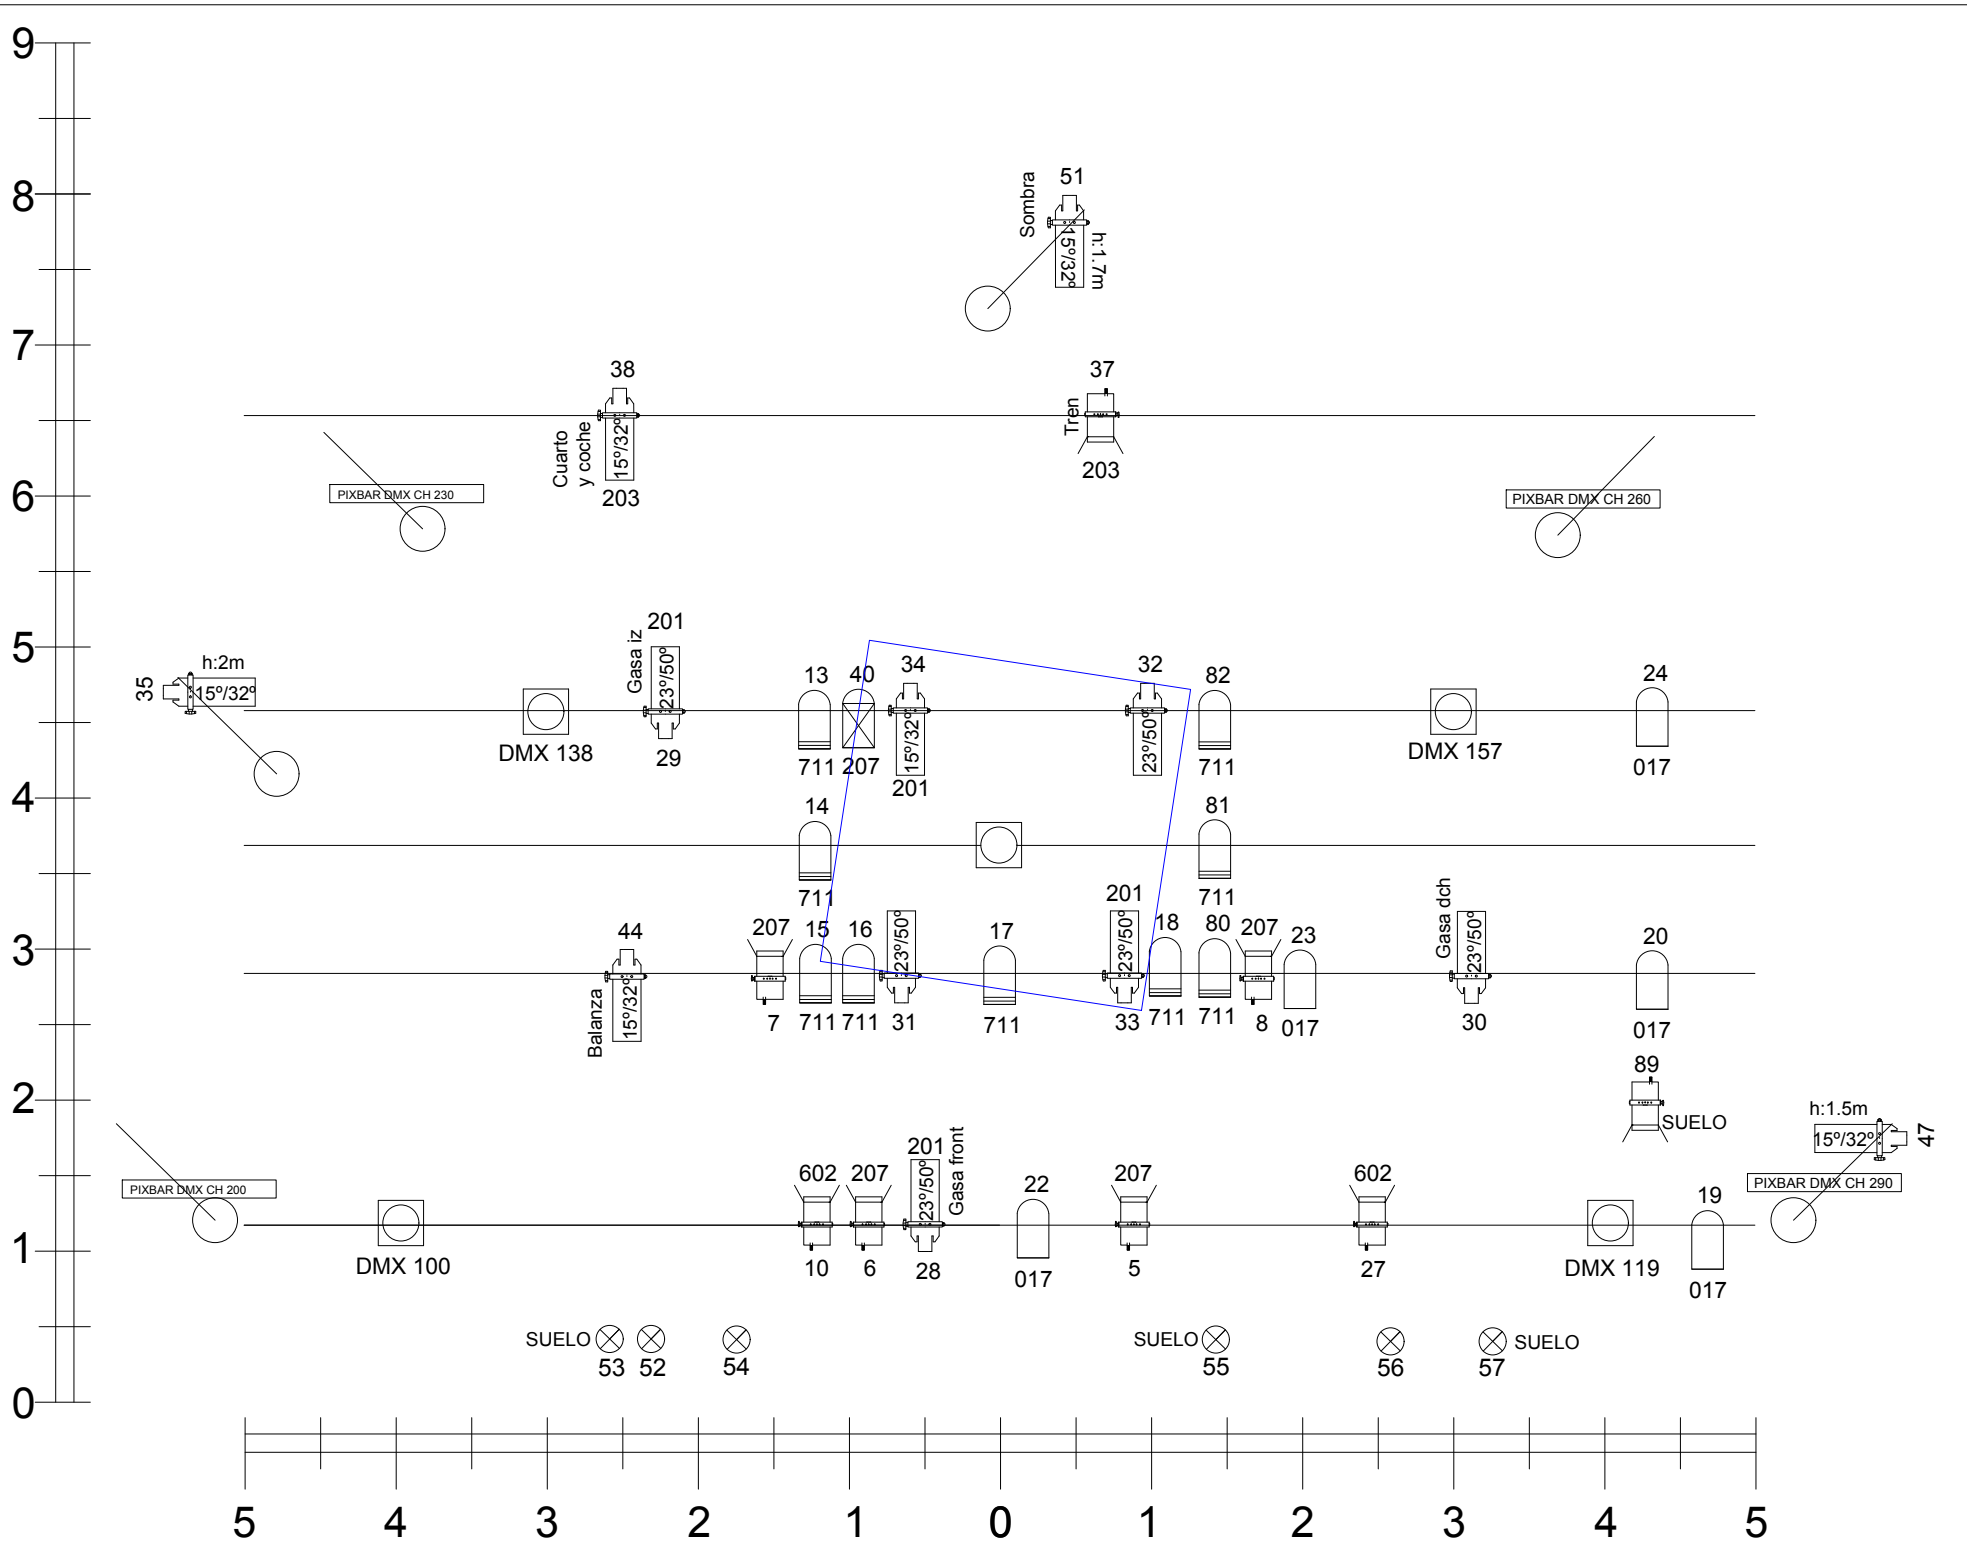 9
8
7
6
5
4
3
2
1
0
51
Sombra
15º/32º
h:1.7m
38
37
Cuarto
y coche
15º/32º
Tren
203
203
PIXBAR DMX CH 230
PIXBAR DMX CH 260
35
h:2m
15º/32º
DMX 138
Gasa iz
201
23º/50º
29
13
711
40
207
34
15º/32º
201
32
23º/50º
82
711
DMX 157
24
017
14
711
81
711
44
15º/32º
Balanza
207
7
15
711
16
711
23º/50º
31
17
711
201
23º/50º
33
18
711
80
711
207
8
23
017
Gasa dch
23º/50º
30
20
017
89
SUELO
h:1.5m
15º/32º
47
PIXBAR DMX CH 200
PIXBAR DMX CH 290
DMX 100
602
10
207
6
201
23º/50º
Gasa front
28
22
017
207
5
602
27
DMX 119
19
017
SUELO
53
52
54
SUELO
55
56
57
SUELO
5
4
3
2
1
0
1
2
3
4
5